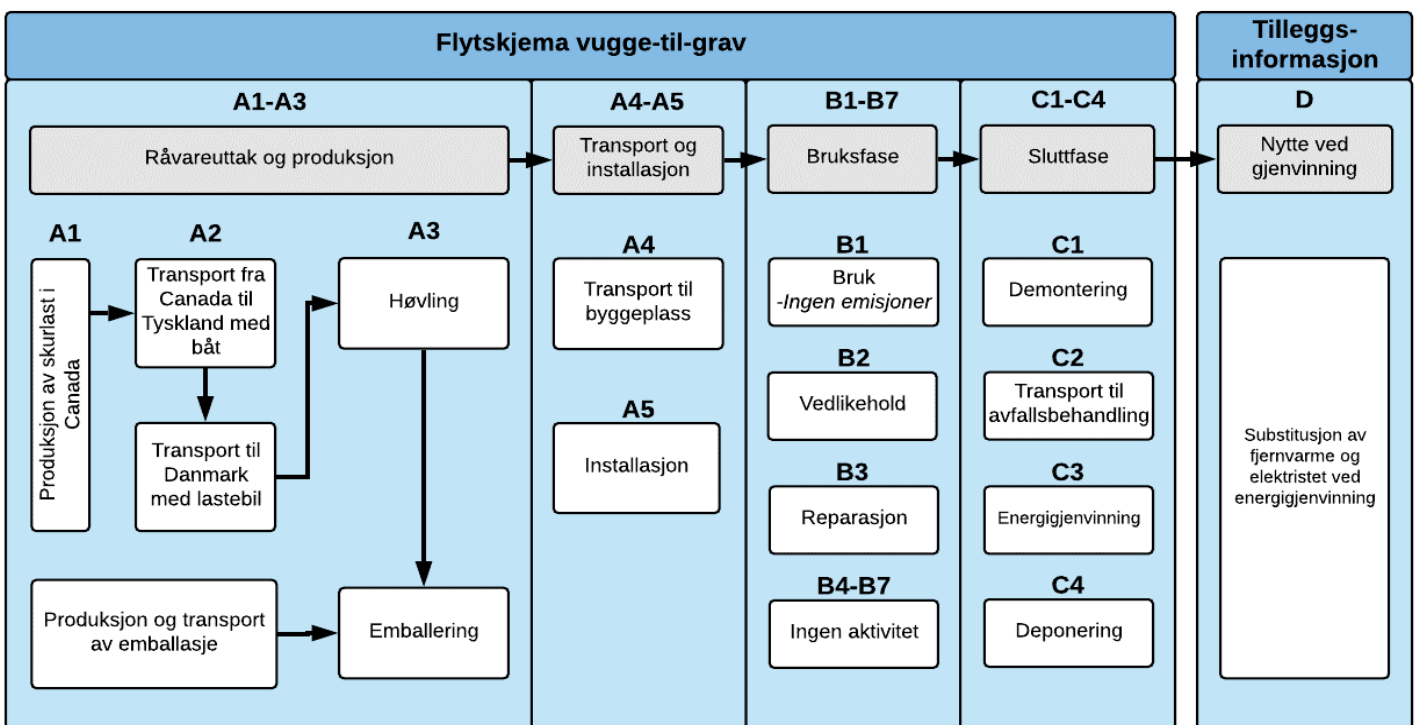 Flytskjema vugge-til-grav
Tilleggs-
informasjon
A1-A3
A4-A5
B1-B7
C1-C4
D
Råvareuttak og produksjon
Transport og
installasjon
Bruksfase
Sluttfase
Nytte ved
gjenvinning
A1
Produksjon av skurlast i
Canada
A2
Transport fra
Canada til
Tyskland med
båt
Transport til
Danmark
med lastebil
A3
Høvling
Produksjon og transport
av emballasje
Emballering
A4
Transport til
byggeplass
A5
Installasjon
B1
Bruk
-Ingen emisjoner
B2
Vedlikehold
B3
Reparasjon
B4-B7
Ingen aktivitet
C1
Demontering
C2
Transport til
avfallsbehandling
C3
Energigjenvinning
C4
Deponering
Substitusjon av
fjernvarme og
elektristet ved
energigjenvinning